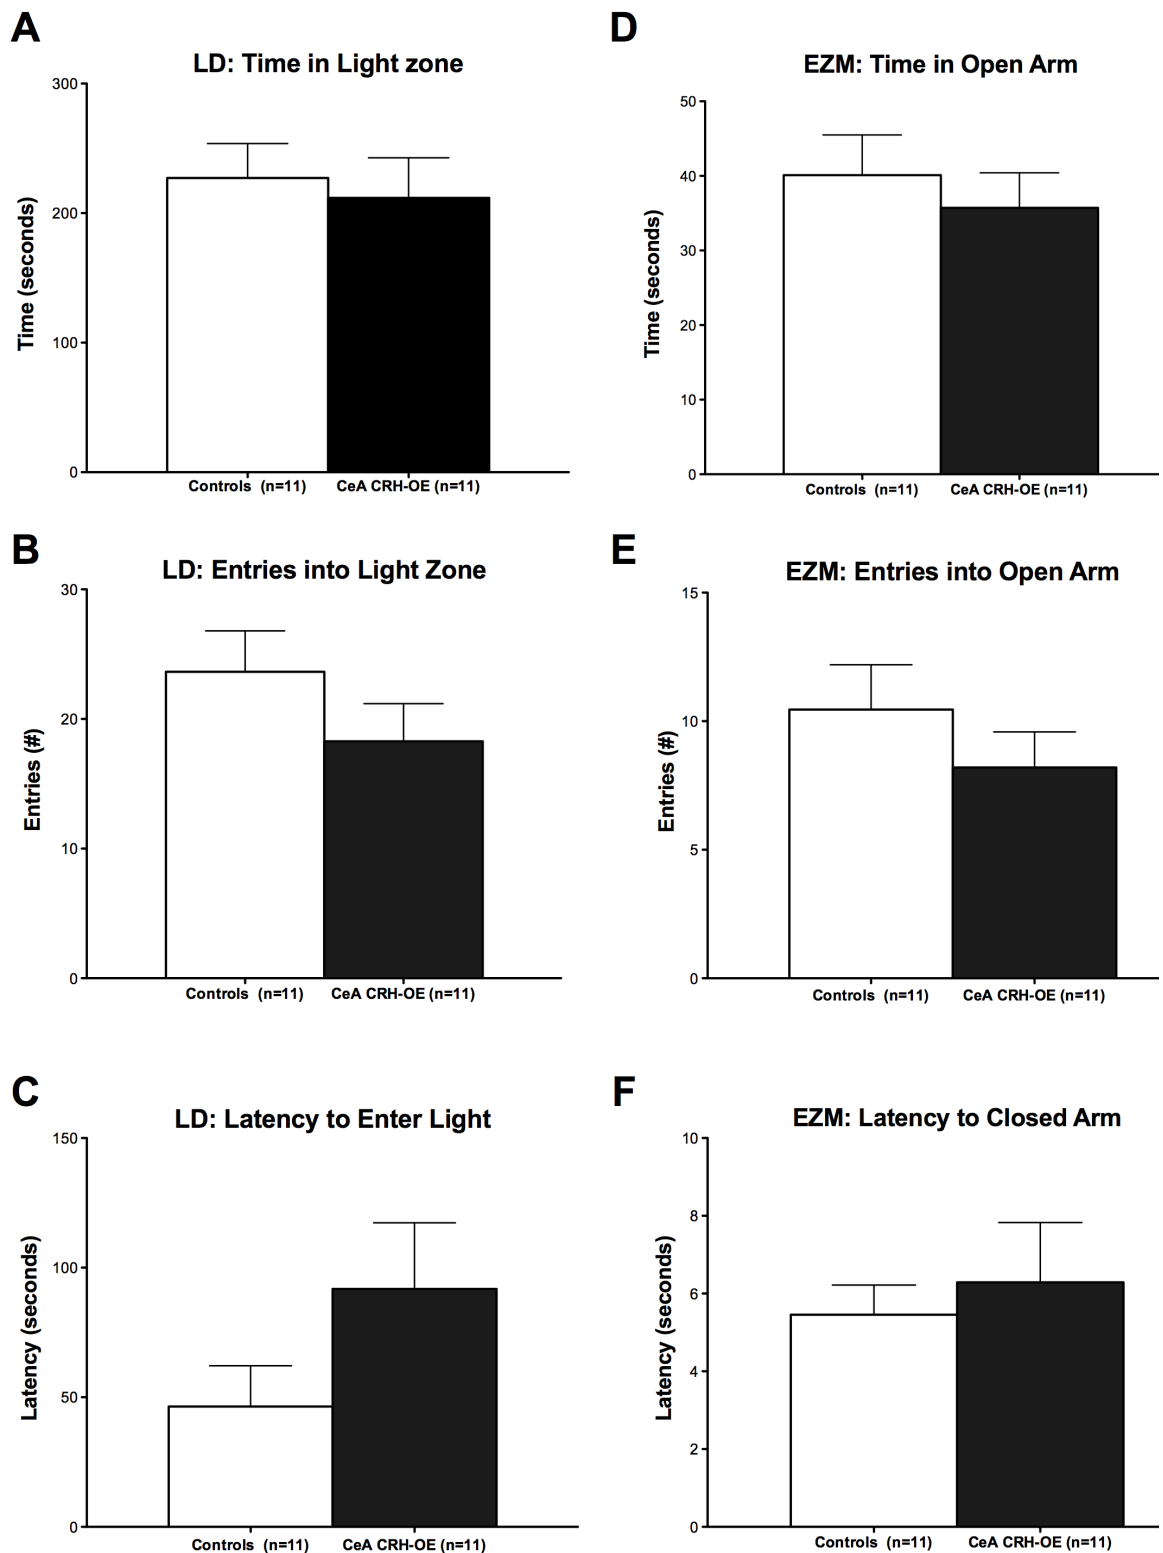 A
LD: Time in Light zone
300
200
100
0
Time (seconds)
Controls (n=11)
CeA CRH-OE (n=11)
D
EZM: Time in Open Arm
50
40
30
20
10
0
Time (seconds)
Controls (n=11)
CeA CRH-OE (n=11)
B
LD: Entries into Light Zone
30
20
10
0
Entries (#)
Controls (n=11)
CeA CRH-OE (n=11)
E
EZM: Entries into Open Arm
15
10
5
0
Entries (#)
Controls (n=11)
CeA CRH-OE (n=11)
C
LD: Latency to Enter Light
150
100
50
0
Latency (seconds)
Controls (n=11)
CeA CRH-OE (n=11)
F
EZM: Latency to Closed Arm
10
8
6
4
2
0
Latency (seconds)
Controls (n=11)
CeA CRH-OE (n=11)